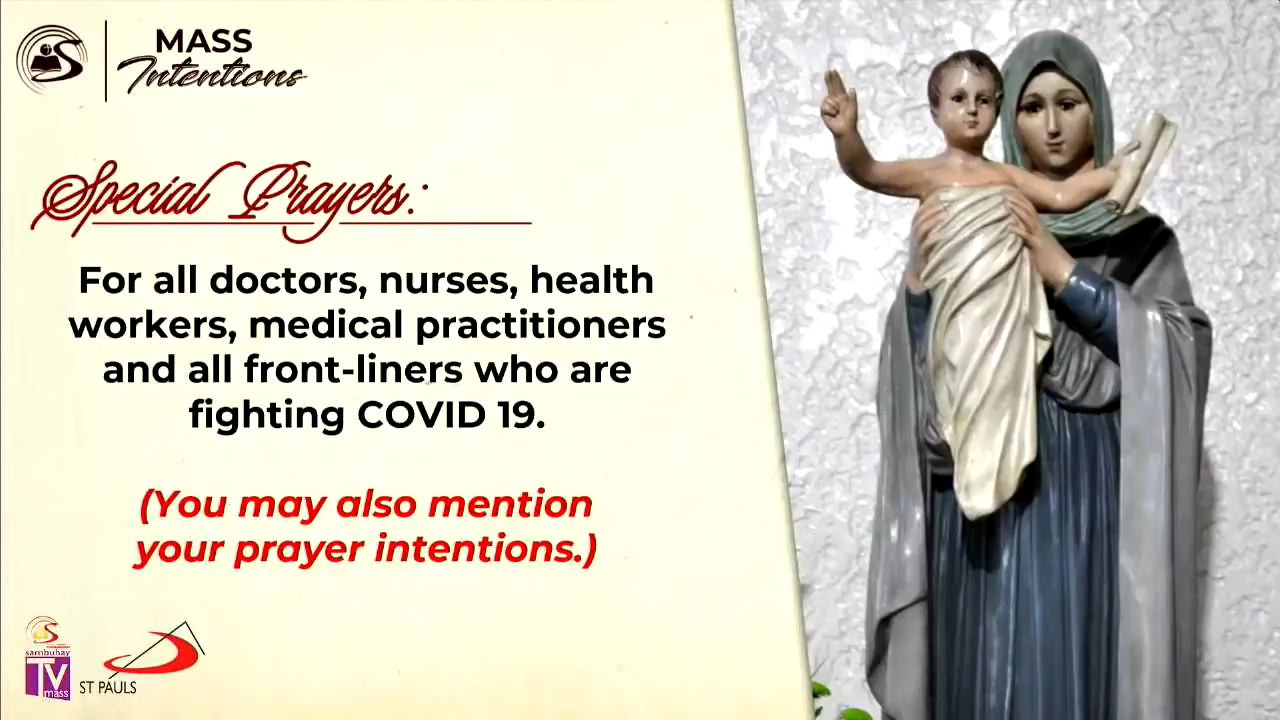 MASS
Intentions
Special Prayers:
For all doctors, nurses, health
workers, medical practitioners
and all front-liners who are
fighting COVID 19.
(You may also mention
your prayer intentions.)
sambuhay
TV
mass
ST PAULS